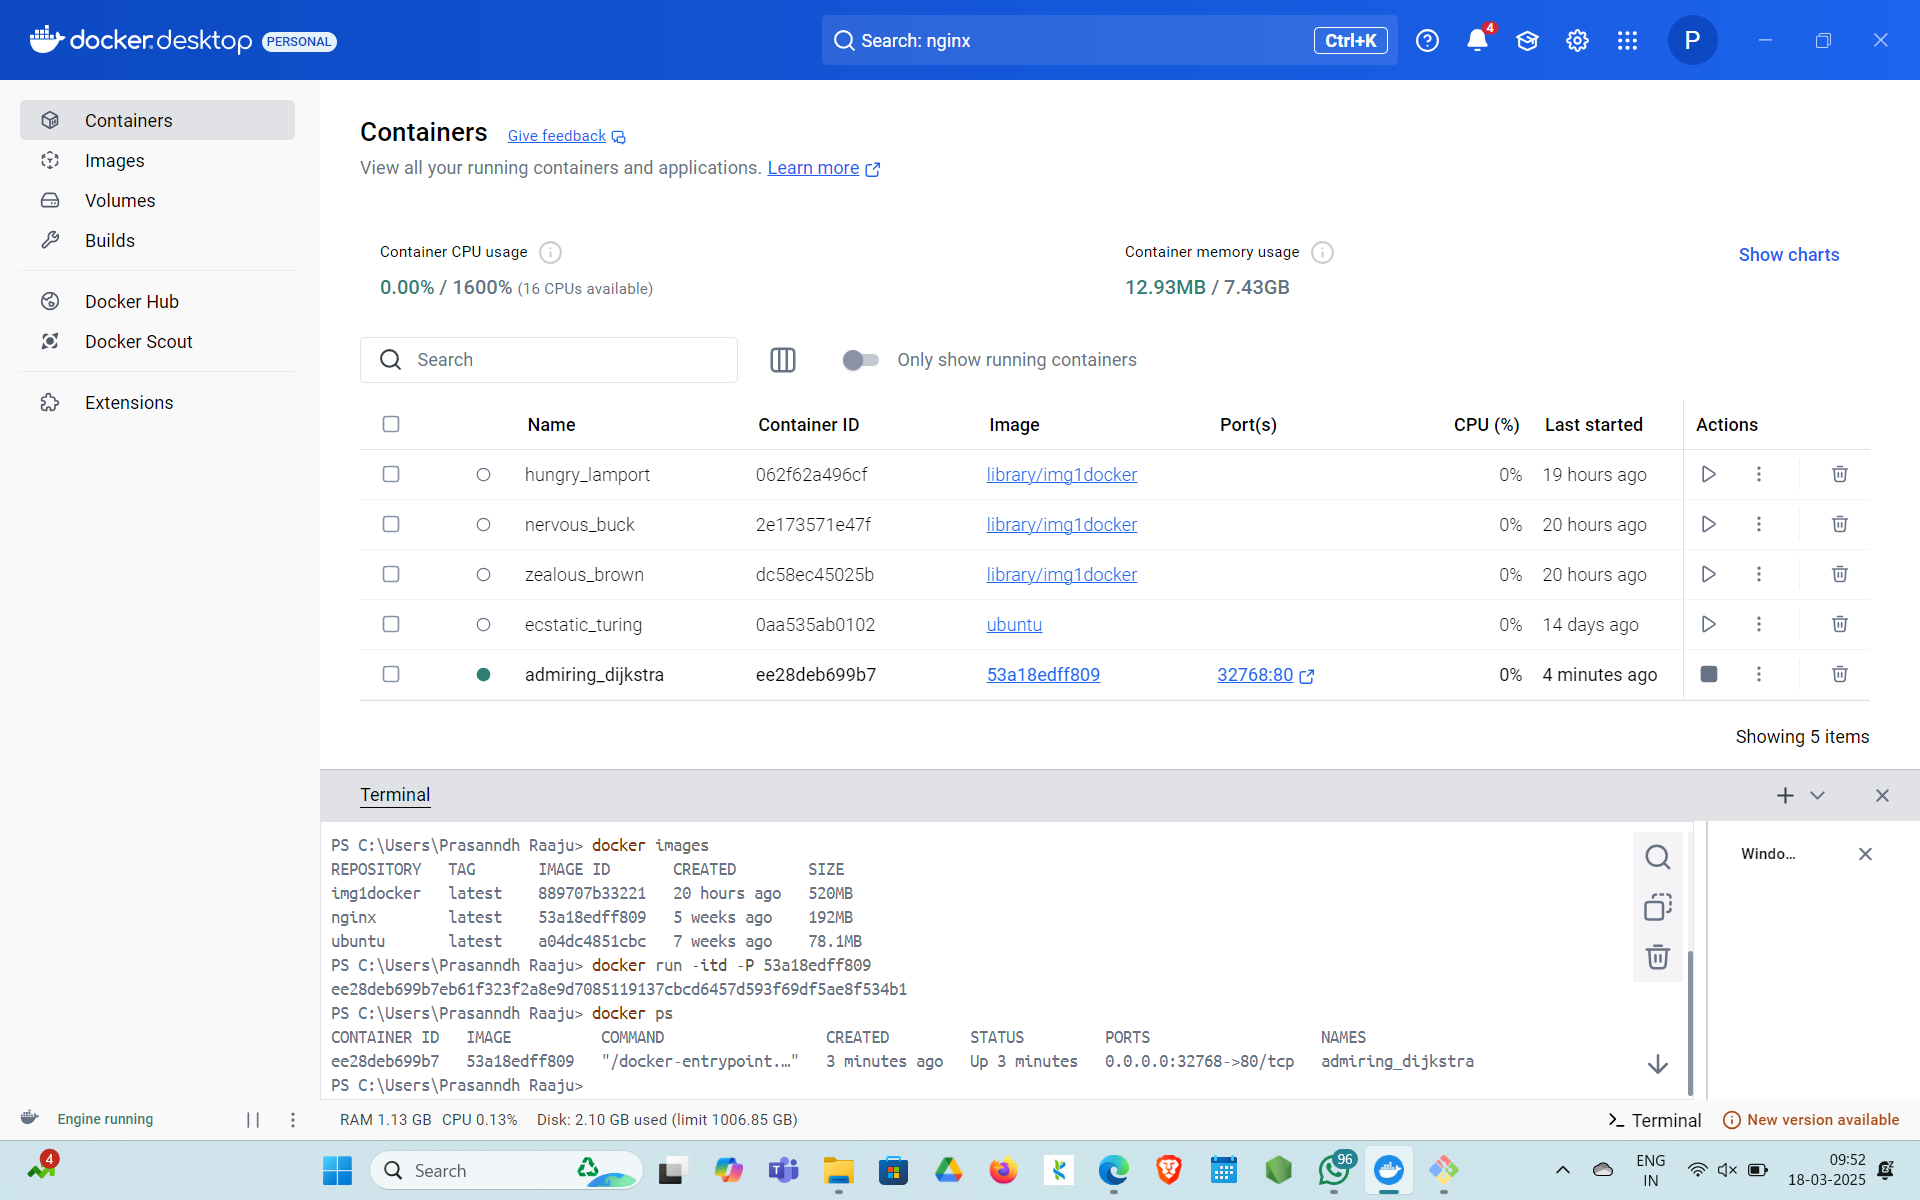 docker.desktop PERSONAL
Search: nginx Ctrl+K 4 P
Containers
Images
Volumes
Builds
Docker Hub
Docker Scout
Extensions
Containers Give feedback
View all your running containers and applications. Learn more
Container CPU usage
0.00% / 1600% (16 CPUs available)
Container memory usage
12.93MB / 7.43GB
Show charts
Search Only show running containers
Name Container ID Image Port(s) CPU (%) Last started Actions
hungry_lamport 062f62a496cf library/img1docker 0% 19 hours ago
nervous_buck 2e173571e47f library/img1docker 0% 20 hours ago
zealous_brown dc58ec45025b library/img1docker 0% 20 hours ago
ecstatic_turing 0aa535ab0102 ubuntu 0% 14 days ago
admiring_dijkstra ee28deb699b7 53a18edff809 32768:80 0% 4 minutes ago
Showing 5 items
Terminal
PS C:\Users\Prasanndh Raaju> docker images
REPOSITORY TAG IMAGE ID CREATED SIZE
img1docker latest 889707b33221 20 hours ago 520MB
nginx latest 53a18edff809 5 weeks ago 192MB
ubuntu latest a04dc4851cbc 7 weeks ago 78.1MB
PS C:\Users\Prasanndh Raaju> docker run -itd -P 53a18edff809
ee28deb699b7eb61f323f2a8e9d7085119137cbcd6457d593f69df5ae8f534b1
PS C:\Users\Prasanndh Raaju> docker ps
CONTAINER ID IMAGE COMMAND CREATED STATUS PORTS NAMES
ee28deb699b7 53a18edff809 "/docker-entrypoint.…" 3 minutes ago Up 3 minutes 0.0.0.0:32768->80/tcp admiring_dijkstra
PS C:\Users\Prasanndh Raaju>
Windo...
Engine running
RAM 1.13 GB CPU 0.13% Disk: 2.10 GB used (limit 1006.85 GB)
Terminal New version available
4
Search
96
ENG
IN
09:52
18-03-2025